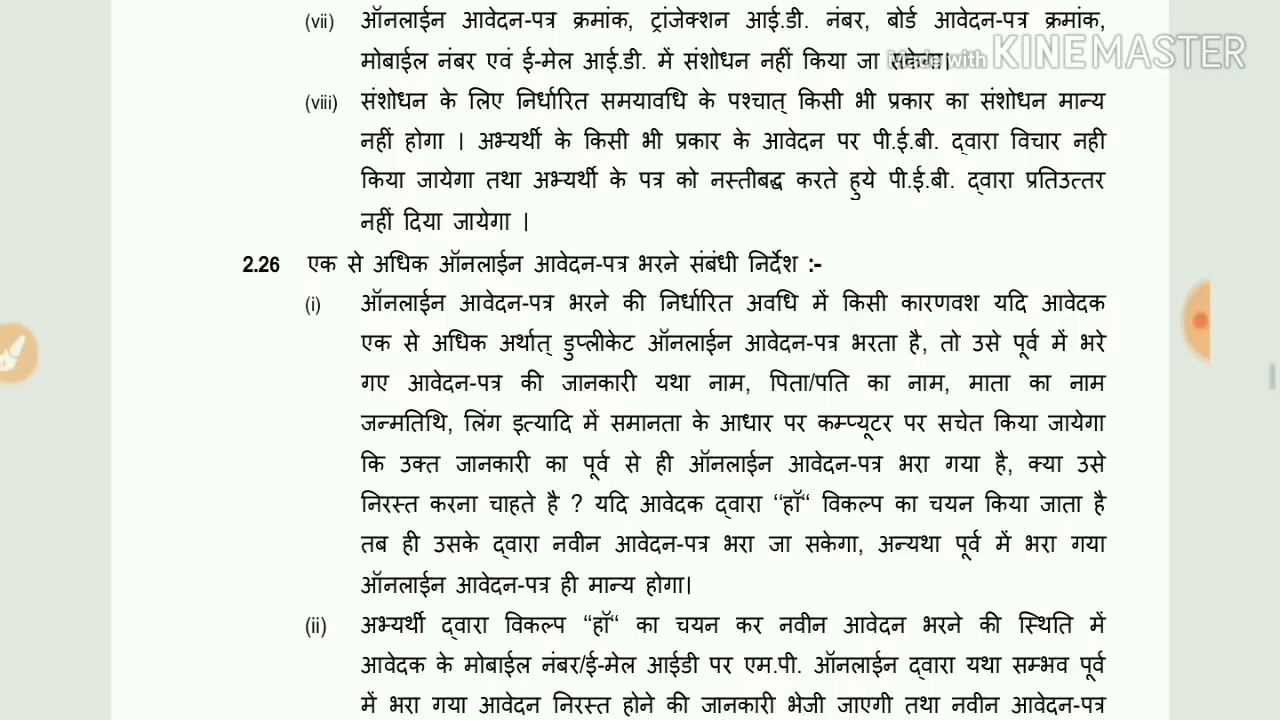 (vii) ऑनलाईन आवेदन-पत्र क्रमांक, ट्रांजेक्शन आई.डी. नंबर, बोर्ड आवेदन-पत्र क्रमांक,
मोबाईल नंबर एवं ई-मेल आई.डी. में संशोधन नहीं किया जा सकेगा।
Made with KINEMASTER
(viii) संशोधन के लिए निर्धारित समयावधि के पश्चात् किसी भी प्रकार का संशोधन मान्य
नहीं होगा । अभ्यर्थी के किसी भी प्रकार के आवेदन पर पी.ई.बी. द्वारा विचार नही
किया जायेगा तथा अभ्यर्थी के पत्र को नस्तीबद्ध करते हुये पी.ई.बी. द्वारा प्रतिउत्तर
नहीं दिया जायेगा ।
2.26 एक से अधिक ऑनलाईन आवेदन-पत्र भरने संबंधी निर्देश :-
(i) ऑनलाईन आवेदन-पत्र भरने की निर्धारित अवधि में किसी कारणवश यदि आवेदक
एक से अधिक अर्थात् डुप्लीकेट ऑनलाईन आवेदन-पत्र भरता है, तो उसे पूर्व में भरे
गए आवेदन-पत्र की जानकारी यथा नाम, पिता/पति का नाम, माता का नाम
जन्मतिथि, लिंग इत्यादि में समानता के आधार पर कम्प्यूटर पर सचेत किया जायेगा
कि उक्त जानकारी का पूर्व से ही ऑनलाईन आवेदन-पत्र भरा गया है, क्या उसे
निरस्त करना चाहते है ? यदि आवेदक द्वारा “हॉ“ विकल्प का चयन किया जाता है
तब ही उसके द्वारा नवीन आवेदन-पत्र भरा जा सकेगा, अन्यथा पूर्व में भरा गया
ऑनलाईन आवेदन-पत्र ही मान्य होगा।
(ii) अभ्यर्थी द्वारा विकल्प “हॉ“ का चयन कर नवीन आवेदन भरने की स्थिति में
आवेदक के मोबाईल नंबर/ई-मेल आईडी पर एम.पी. ऑनलाईन द्वारा यथा सम्भव पूर्व
में भरा गया आवेदन निरस्त होने की जानकारी भेजी जाएगी तथा नवीन आवेदन-पत्र